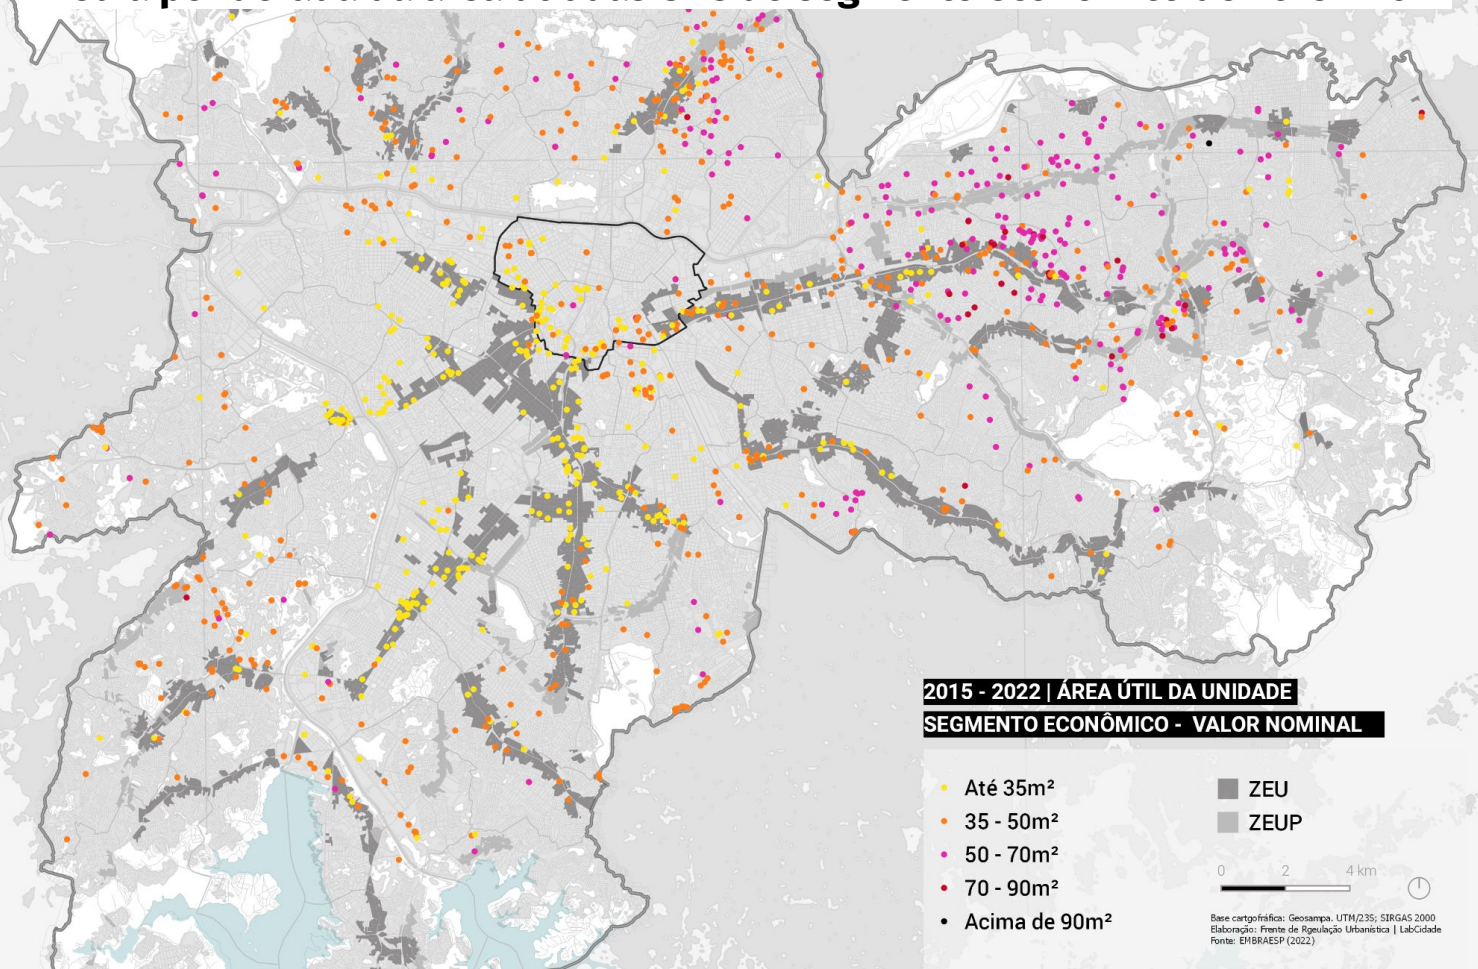 2015 - 2022 | ÁREA ÚTIL DA UNIDADE
SEGMENTO ECONÔMICO - VALOR NOMINAL
Até 35m²
35 - 50m²
50 - 70m²
70 - 90m²
Acima de 90m²
ZEU
ZEUP
0 2 4 km
Base cartgofráfica: Geosampa. UTM/23S; SIRGAS 2000
Elaboração: Frente de Rgeulação Urbanística | LabCidade
Fonte: EMBRAESP (2022)